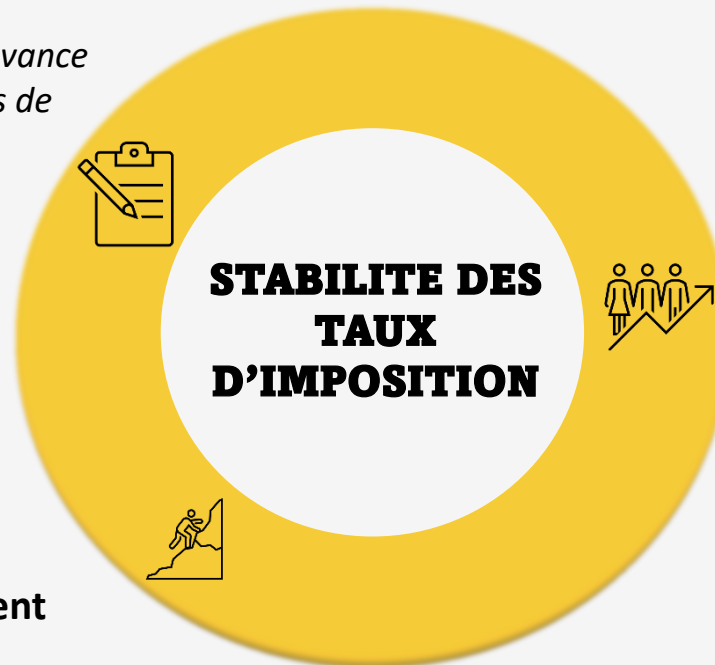 vance
s de
STABILITE DES
TAUX
D’IMPOSITION
ent